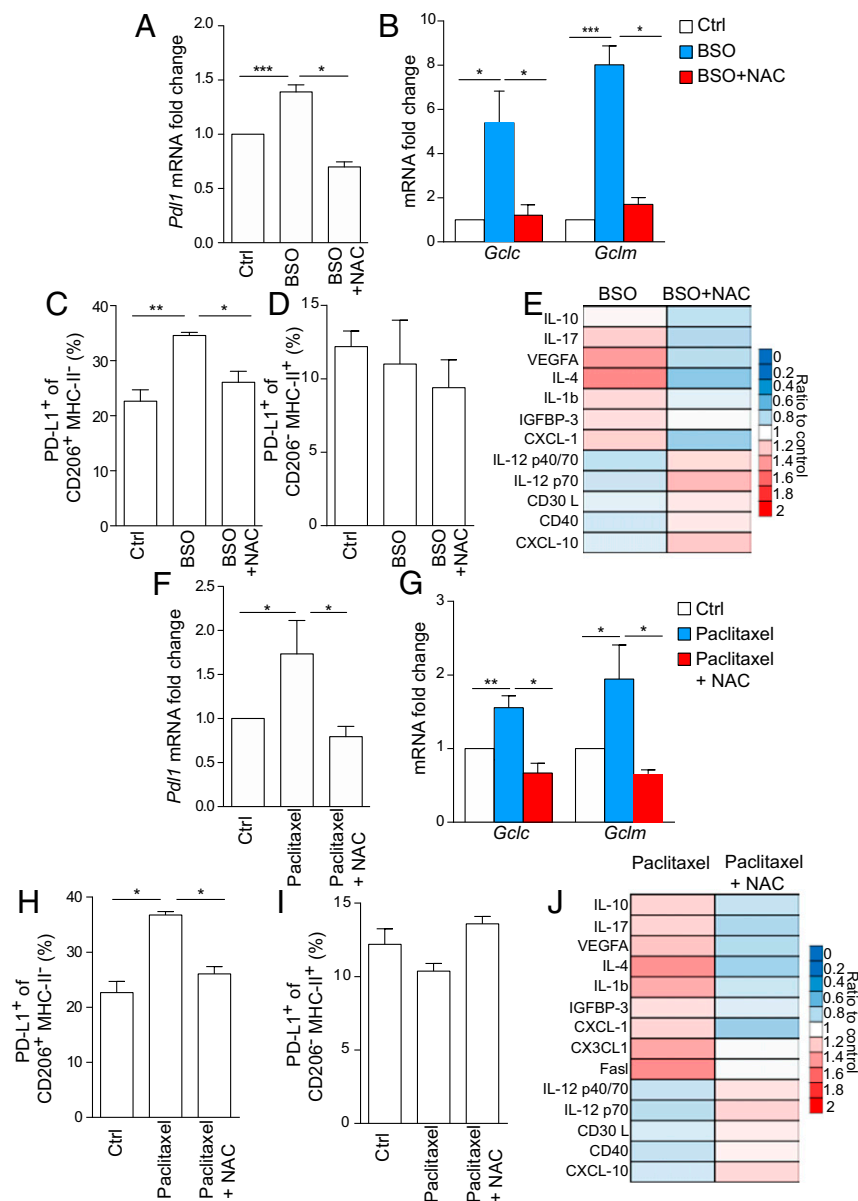 A
Pdl1 mRNA fold change
2.0
1.5
1.0
0.5
0.0
***
*
Ctrl
BSO
BSO
+NAC
B
mRNA fold change
10
8
6
4
2
0
*
*
***
*
Gclc
Gclm
Ctrl
BSO
BSO+NAC
C
PD-L1+ of
CD206+ MHC-II- (%)
40
30
20
10
0
**
*
Ctrl
BSO
BSO
+NAC
D
PD-L1+ of
CD206- MHC-II+ (%)
15
10
5
0
Ctrl
BSO
BSO
+NAC
E
BSO
BSO+NAC
IL-10
IL-17
VEGFA
IL-4
IL-1b
IGFBP-3
CXCL-1
IL-12 p40/70
IL-12 p70
CD30 L
CD40
CXCL-10
0
0.2
0.4
0.6
0.8
1
1.2
1.4
1.6
1.8
2
Ratio to control
F
Pdl1 mRNA fold change
2.5
2.0
1.5
1.0
0.5
0.0
*
*
Ctrl
Paclitaxel
Paclitaxel
+ NAC
G
mRNA fold change
3
2
1
0
**
*
*
*
Gclc
Gclm
Ctrl
Paclitaxel
Paclitaxel
+ NAC
H
PD-L1+ of
CD206+ MHC-II- (%)
40
30
20
10
0
*
*
Ctrl
Paclitaxel
Paclitaxel
+ NAC
I
PD-L1+ of
CD206- MHC-II+ (%)
15
10
5
0
Ctrl
Paclitaxel
Paclitaxel
+ NAC
J
Paclitaxel
Paclitaxel
+ NAC
IL-10
IL-17
VEGFA
IL-4
IL-1b
IGFBP-3
CXCL-1
CX3CL1
Fasl
IL-12 p40/70
IL-12 p70
CD30 L
CD40
CXCL-10
0
0.2
0.4
0.6
0.8
1
1.2
1.4
1.6
1.8
2
Ratio to control